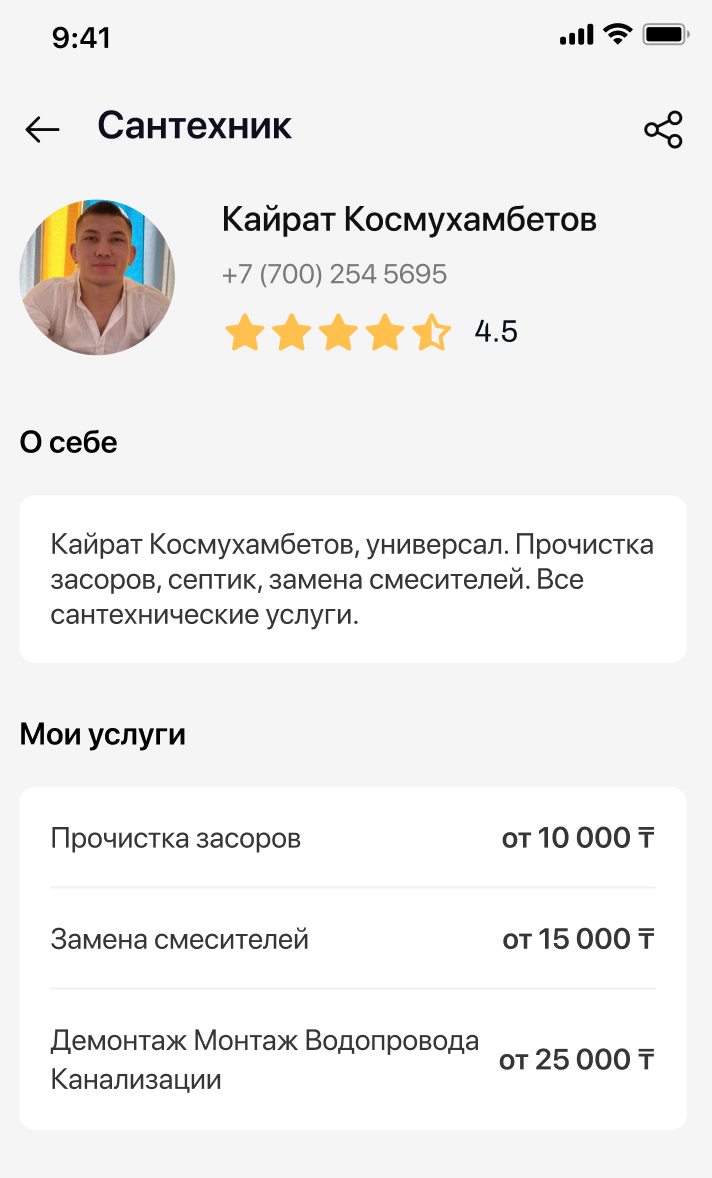 9:41
Сантехник
Кайрат Космухамбетов
+7 (700) 254 5695
4.5
О себе
Кайрат Космухамбетов, универсал. Прочистка
засоров, септик, замена смесителей. Все
сантехнические услуги.
Мои услуги
Прочистка засоров от 10 000 ₸
Замена смесителей от 15 000 ₸
Демонтаж Монтаж Водопровода
Канализации
от 25 000 ₸